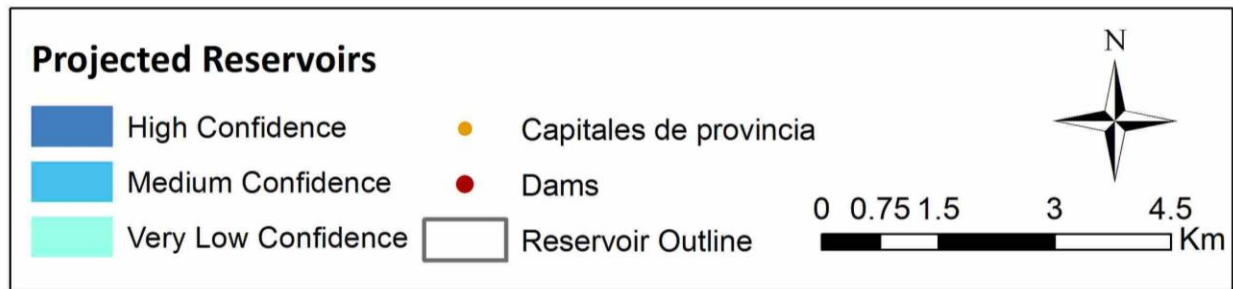 Projected Reservoirs
High Confidence
Medium Confidence
Very Low Confidence
Capitales de provincia
Dams
Reservoir Outline
N
0 0.75 1.5 3 4.5
Km